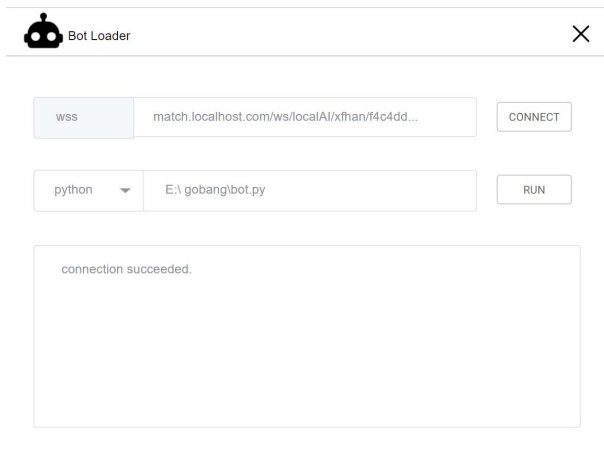 Bot Loader
wss match.localhost.com/ws/localAI/xfhan/f4c4dd... CONNECT
python E:\ gobang\bot.py RUN
connection succeeded.